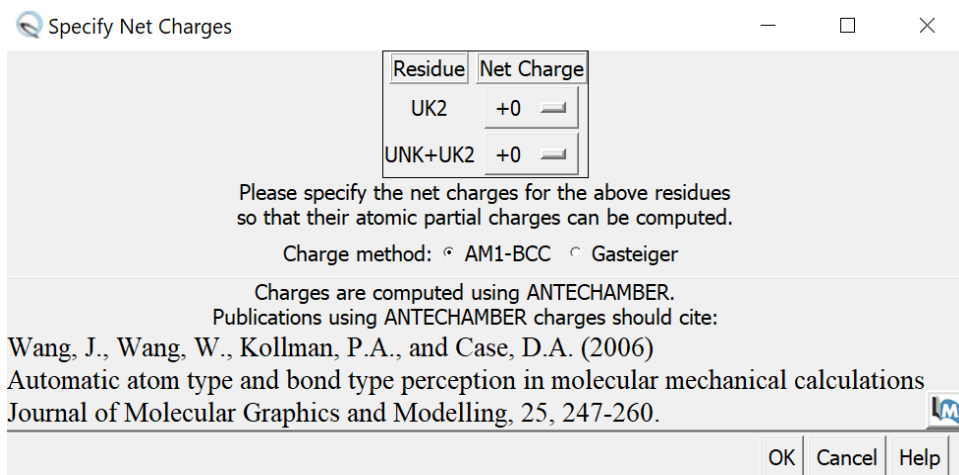 Specify Net Charges
Residue Net Charge
UK2 +0
UNK+UK2 +0
Please specify the net charges for the above residues
so that their atomic partial charges can be computed.
Charge method: AM1-BCC Gasteiger
Charges are computed using ANTECHAMBER.
Publications using ANTECHAMBER charges should cite:
Wang, J., Wang, W., Kollman, P.A., and Case, D.A. (2006)
Automatic atom type and bond type perception in molecular mechanical calculations
Journal of Molecular Graphics and Modelling, 25, 247-260.
OK Cancel Help